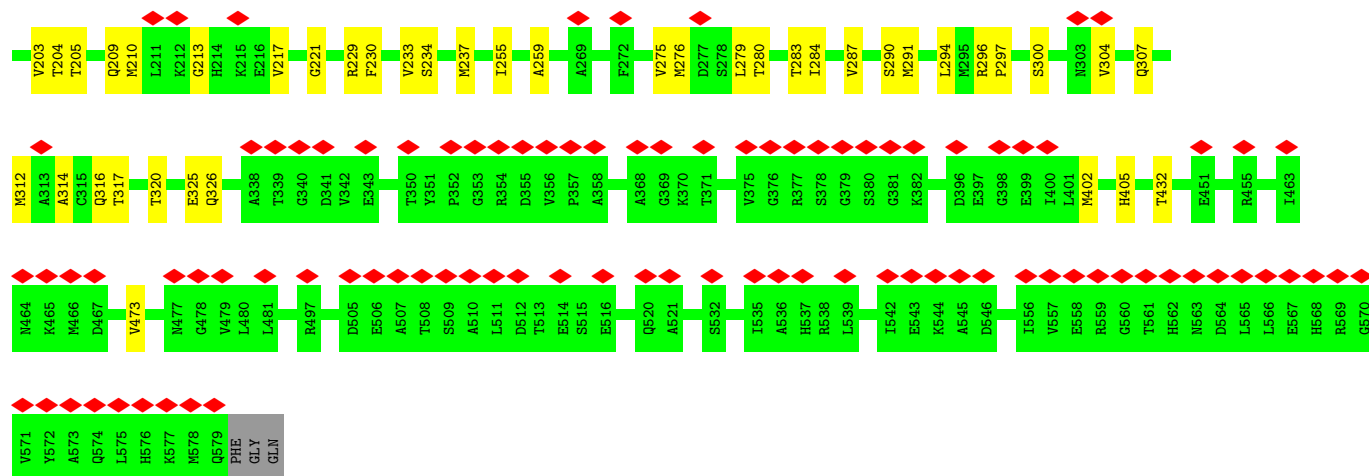 V203 T204 T205 Q209 M210 L211 K212 G213 H214 K215 E216 V217 G221 R229 F230 V233 S234 M237 I255 A259 A269 F272 V275 M276 D277 S278 L279 T280 T283 I284 V287 S290 M291 L294 M295 R296 P297 S300 N303 V304 Q307
M312 A313 A314 C315 Q316 T317 T320 E325 Q326 A338 T339 G340 D341 V342 E343 T350 Y351 P352 G353 R354 D355 V356 P357 A358 A368 G369 K370 T371 V375 G376 R377 S378 G379 S380 G381 K382 D396 E397 G398 E399 I400 L401 M402 H405 T432 E451 R455 I463
N464 K465 M466 D467 V473 N477 G478 V479 L480 L481 R497 D505 E506 A507 T508 S509 A510 L511 D512 T513 E514 S515 E516 Q520 A521 S532 I535 A536 H537 R538 L539 I542 E543 K544 A545 D546 I556 V557 E558 R559 G560 T561 H562 N563 D564 L565 L566 E567 H568 R569 G570
V571 Y572 A573 Q574 L575 H576 K577 M578 Q579 PHE GLY GLN